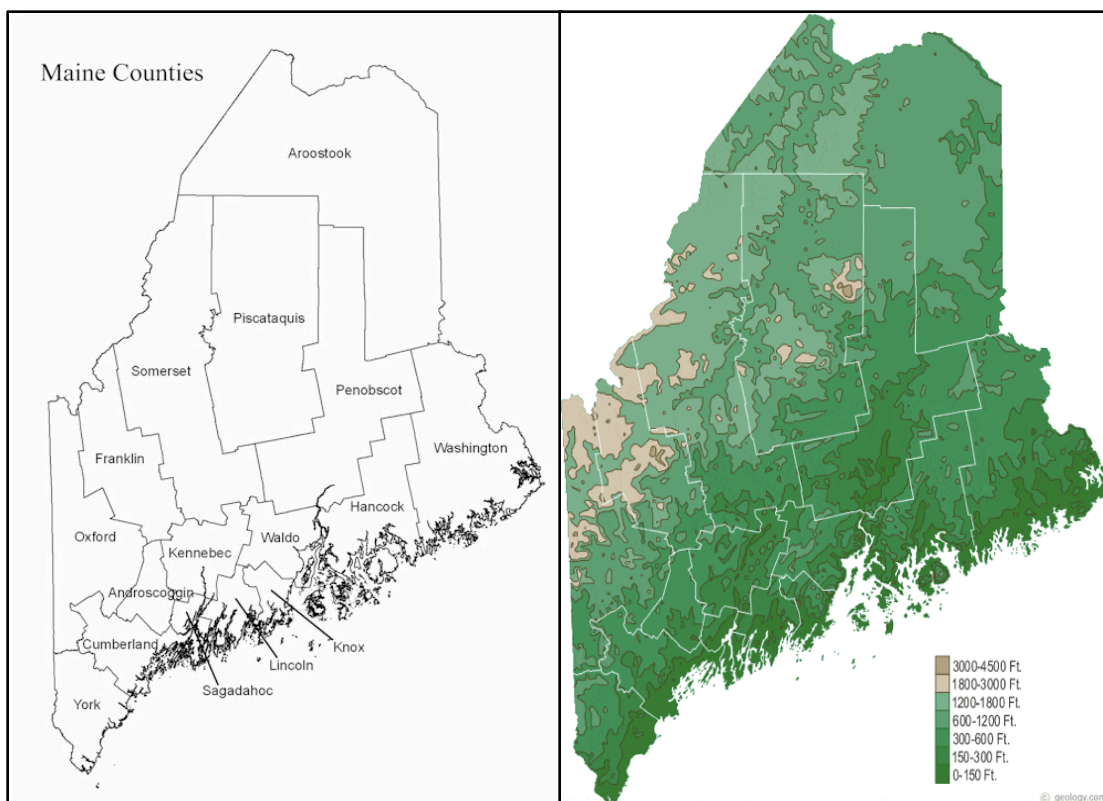 Maine Counties
Aroostook
Piscataquis
Somerset
Penobscot
Washington
Franklin
Hancock
Oxford
Waldo
Kennebec
Androscoggin
Cumberland
Knox
Lincoln
Sagadahoc
York
3000-4500 Ft.
1800-3000 Ft.
1200-1800 Ft.
600-1200 Ft.
300-600 Ft.
150-300 Ft.
0-150 Ft.
© geology.com